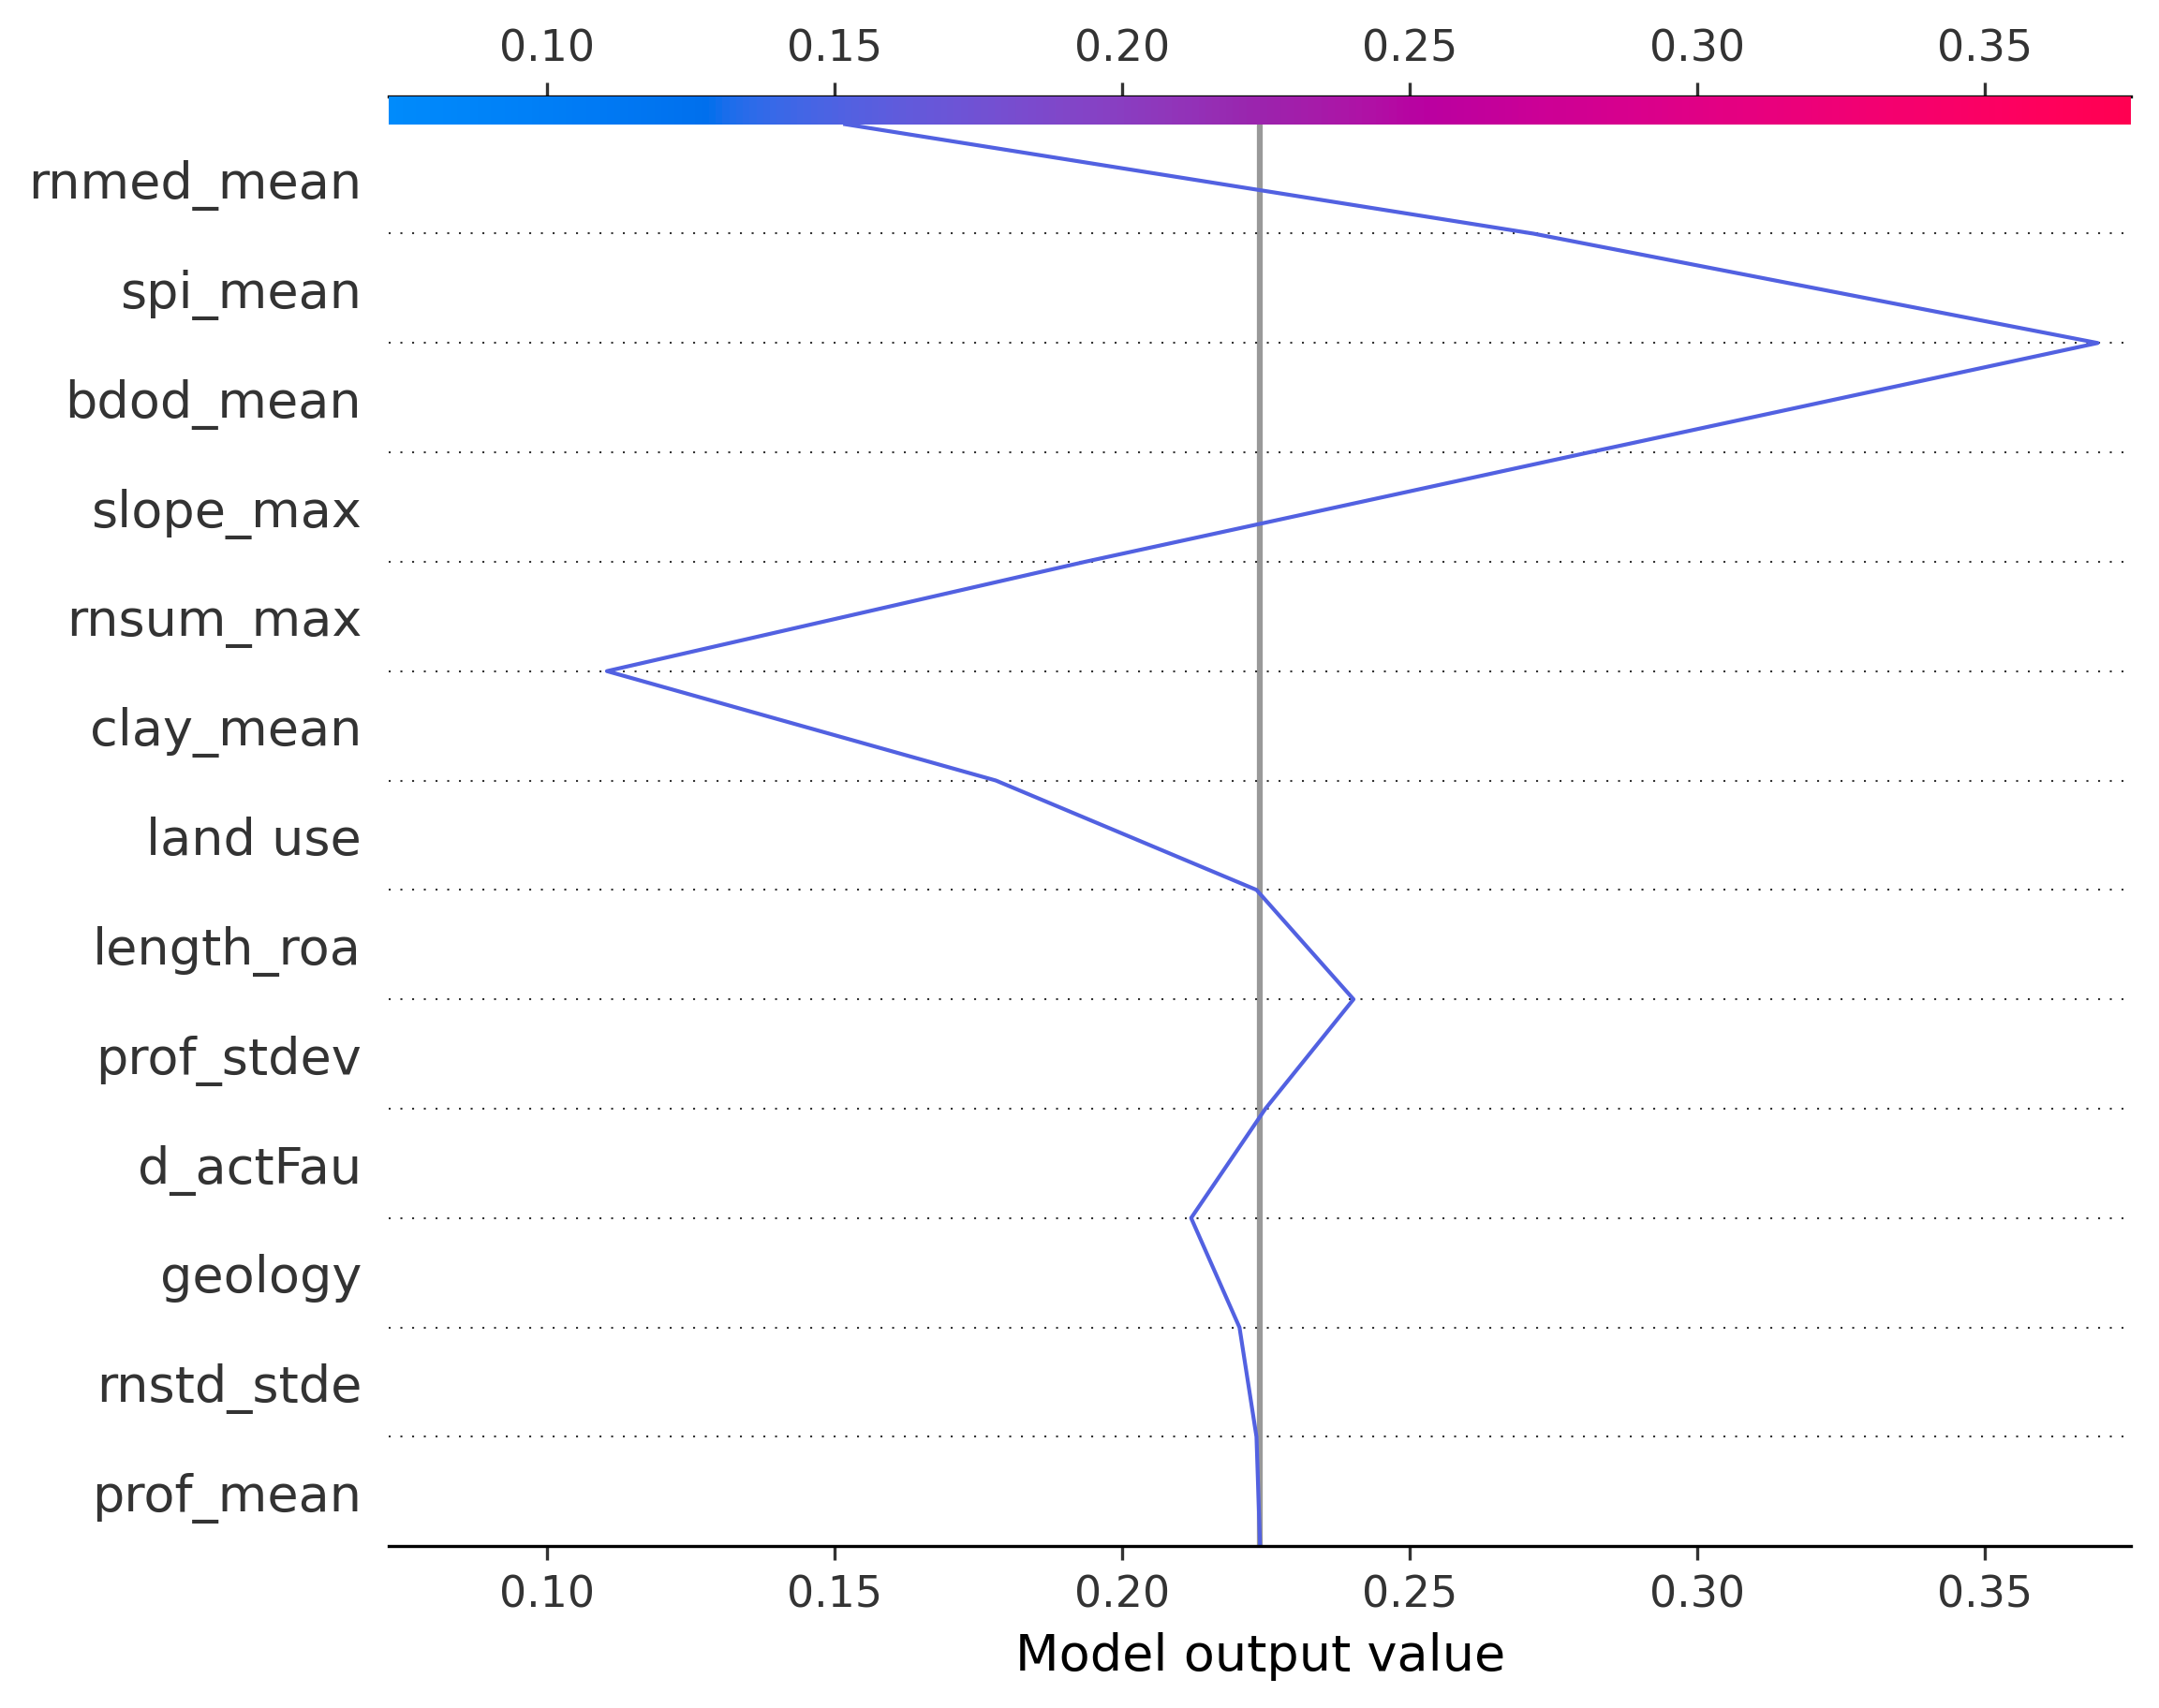 0.10 0.15 0.20 0.25 0.30 0.35
rnmed_mean
spi_mean
bdod_mean
slope_max
rnsum_max
clay_mean
land use
length_roa
prof_stdev
d_actFau
geology
rnstd_stde
prof_mean
0.10 0.15 0.20 0.25 0.30 0.35
Model output value